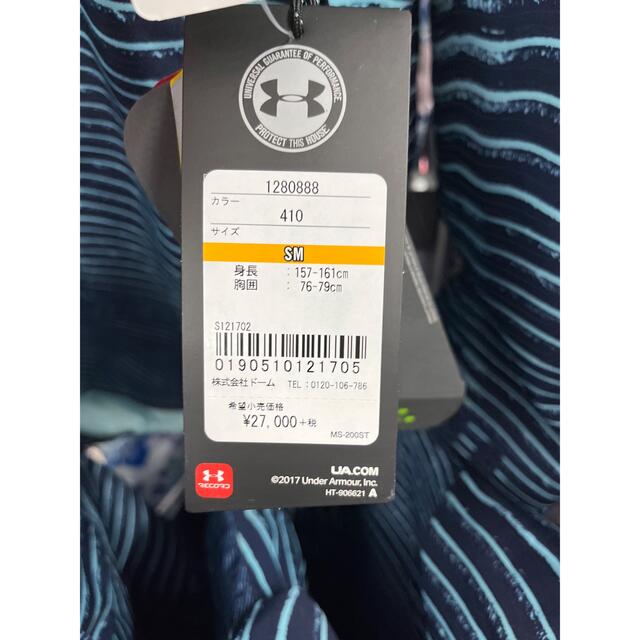 UNIVERSAL GUARANTEE OF PERFORMANCE
PROTECT THIS HOUSE
1280888
カラー
410
サイズ
SM
身長 :157-161cm
胸囲 : 76-79cm
S121702
0190510121705
株式会社ドーム TEL:0120-106-786
希望小売価格
¥27,000+税
MS-200ST
RECORD
UA.COM
©2017 Under Armour, Inc.
HT-906621 A